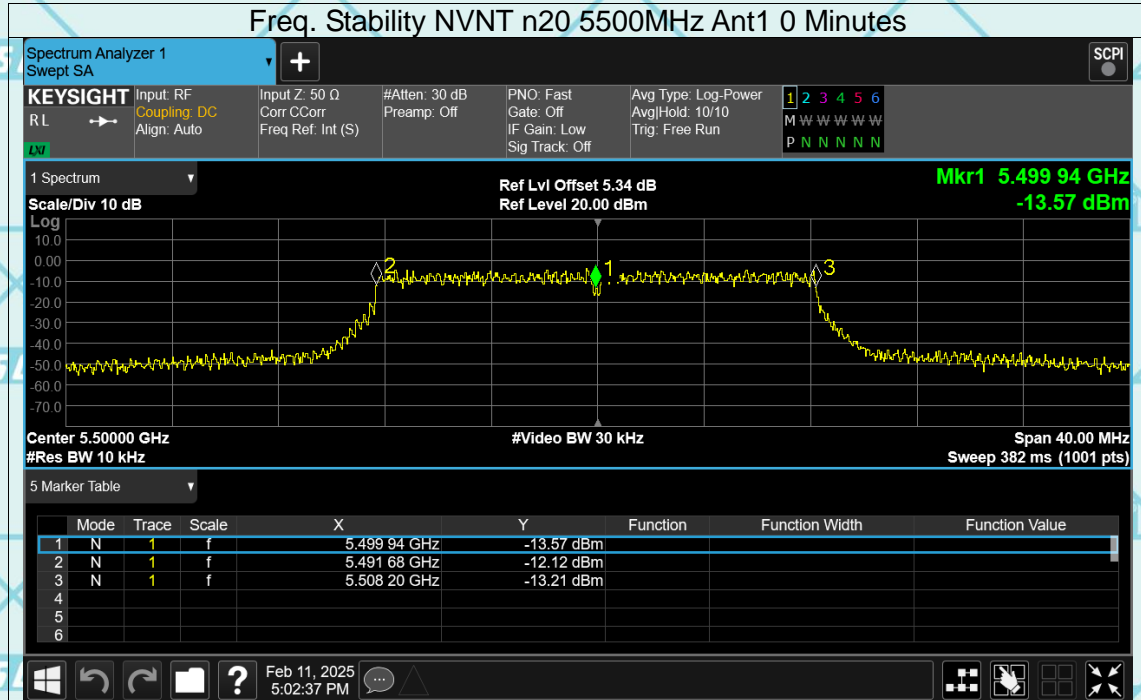 Freq. Stability NVNT n20 5500MHz Ant1 0 Minutes
Spectrum Analyzer 1
Swept SA
+
SCPI
KEYSIGHT
RL
LXI
Input: RF
Coupling: DC
Align: Auto
Input Z: 50 Ω
Corr CCorr
Freq Ref: Int (S)
#Atten: 30 dB
Preamp: Off
PNO: Fast
Gate: Off
IF Gain: Low
Sig Track: Off
Avg Type: Log-Power
Avg|Hold: 10/10
Trig: Free Run
1 2 3 4 5 6
M W W W W W
P N N N N N
1 Spectrum
Scale/Div 10 dB
Ref Lvl Offset 5.34 dB
Ref Level 20.00 dBm
Mkr1 5.499 94 GHz
-13.57 dBm
Log
10.0
0.00
-10.0
-20.0
-30.0
-40.0
-50.0
-60.0
-70.0
2
1
3
Center 5.50000 GHz
#Res BW 10 kHz
#Video BW 30 kHz
Span 40.00 MHz
Sweep 382 ms (1001 pts)
5 Marker Table
Mode Trace Scale X Y Function Function Width Function Value
1 N 1 f 5.499 94 GHz -13.57 dBm
2 N 1 f 5.491 68 GHz -12.12 dBm
3 N 1 f 5.508 20 GHz -13.21 dBm
4
5
6
?
Feb 11, 2025
5:02:37 PM